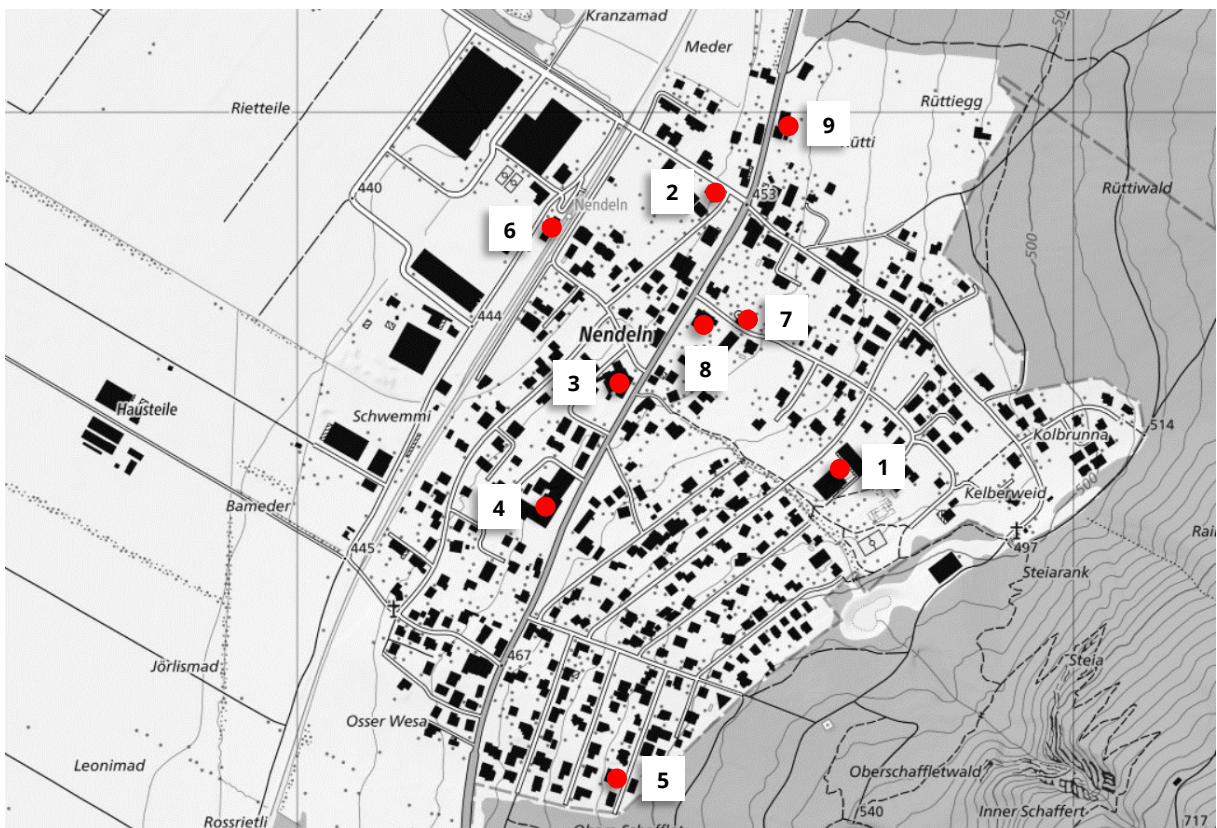 Kranzamad
Meder
500
Rietteile
Rüttiegg
9
Rütti
440
2
453
Rüttiwald
Nendeln
6
500
444
7
Nendeln
8
3
Hausteile
Schwemmi
514
Kolbrunna
1
Kelberweid
500
4
Bameder
445
497
Steiarank
467
Jörlismad
Steia
Osser Wesa
Leonimad
5
Oberschaffletwald
540
Inner Schaffert
717
Rossrietli